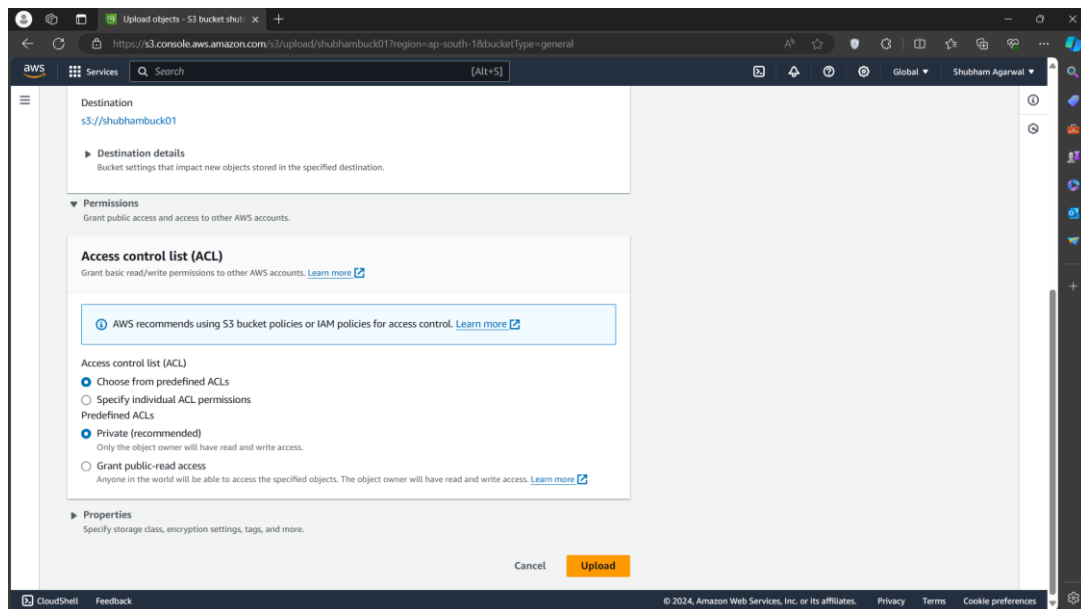 Upload objects - S3 bucket shub
https://s3.console.aws.amazon.com/s3/upload/shubhambuck01?region=ap-south-1&bucketType=general
aws Services Search [Alt+S] Global Shubham Agarwal
Destination
s3://shubhambuck01
Destination details
Bucket settings that impact new objects stored in the specified destination.
Permissions
Grant public access and access to other AWS accounts.
Access control list (ACL)
Grant basic read/write permissions to other AWS accounts. Learn more
AWS recommends using S3 bucket policies or IAM policies for access control. Learn more
Access control list (ACL)
Choose from predefined ACLs
Specify individual ACL permissions
Predefined ACLs
Private (recommended)
Only the object owner will have read and write access.
Grant public-read access
Anyone in the world will be able to access the specified objects. The object owner will have read and write access. Learn more
Properties
Specify storage class, encryption settings, tags, and more.
Cancel Upload
CloudShell Feedback © 2024, Amazon Web Services, Inc. or its affiliates. Privacy Terms Cookie preferences